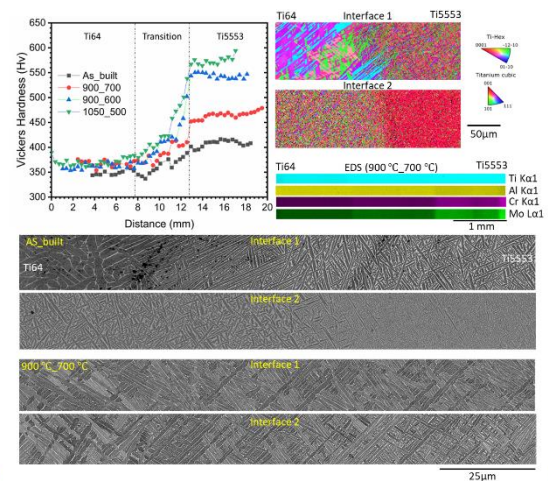 Ti64 Transition Ti5553
Vickers Hardness (Hv)
650
600
550
500
450
400
350
300
As_built
900_700
900_600
1050_500
0 2 4 6 8 10 12 14 16 18 20
Distance (mm)
Interface 1
Interface 2
Ti-Hex
0001 -12-10
01-10
Titanium cubic
101
001 111
50µm
Ti64 EDS (900 °C_700 °C) Ti5553
Ti Kα1
Al Kα1
Cr Kα1
Mo Lα1
1 mm
AS_built Interface 1
Ti64 Ti5553
Interface 2
900 °C_700 °C Interface 1
Interface 2
25µm